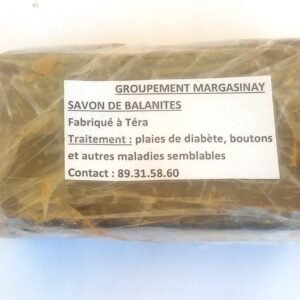 GROUPEMENT MARGASINAY
SAVON DE BALANITES
Fabriqué à Téra
Traitement : plaies de diabète, boutons
et autres maladies semblables
Contact : 89.31.58.60